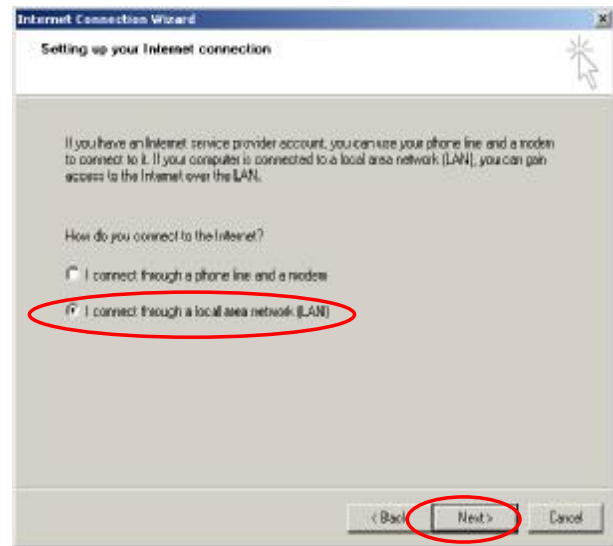 Internet Connection Wizard
Setting up your Internet connection
If you have an Internet service provider account, you can use your phone line and a modem
to connect to it. If your computer is connected to a local area network (LAN), you can gain
access to the Internet over the LAN.
How do you connect to the Internet?
I connect through a phone line and a modem
I connect through a local area network (LAN)
< Back Next > Cancel